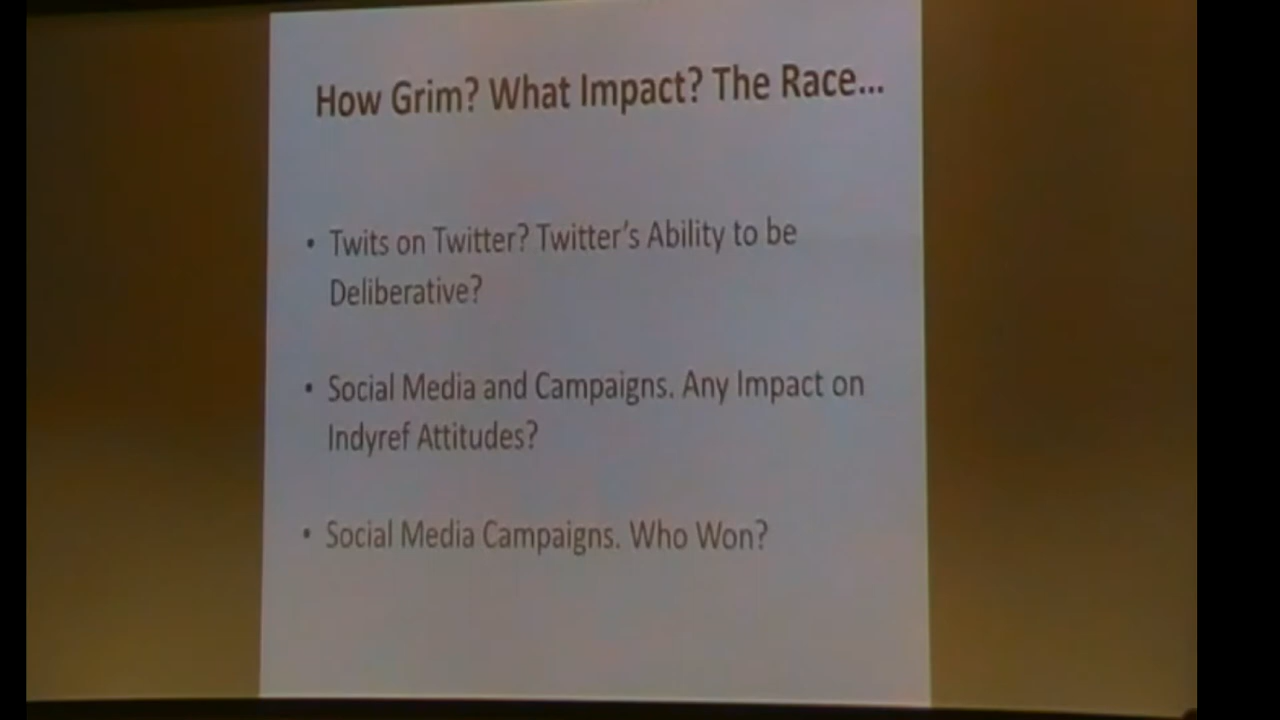 How Grim? What Impact? The Race...
• Twits on Twitter? Twitter's Ability to be
Deliberative?
• Social Media and Campaigns. Any Impact on
Indyref Attitudes?
• Social Media Campaigns. Who Won?